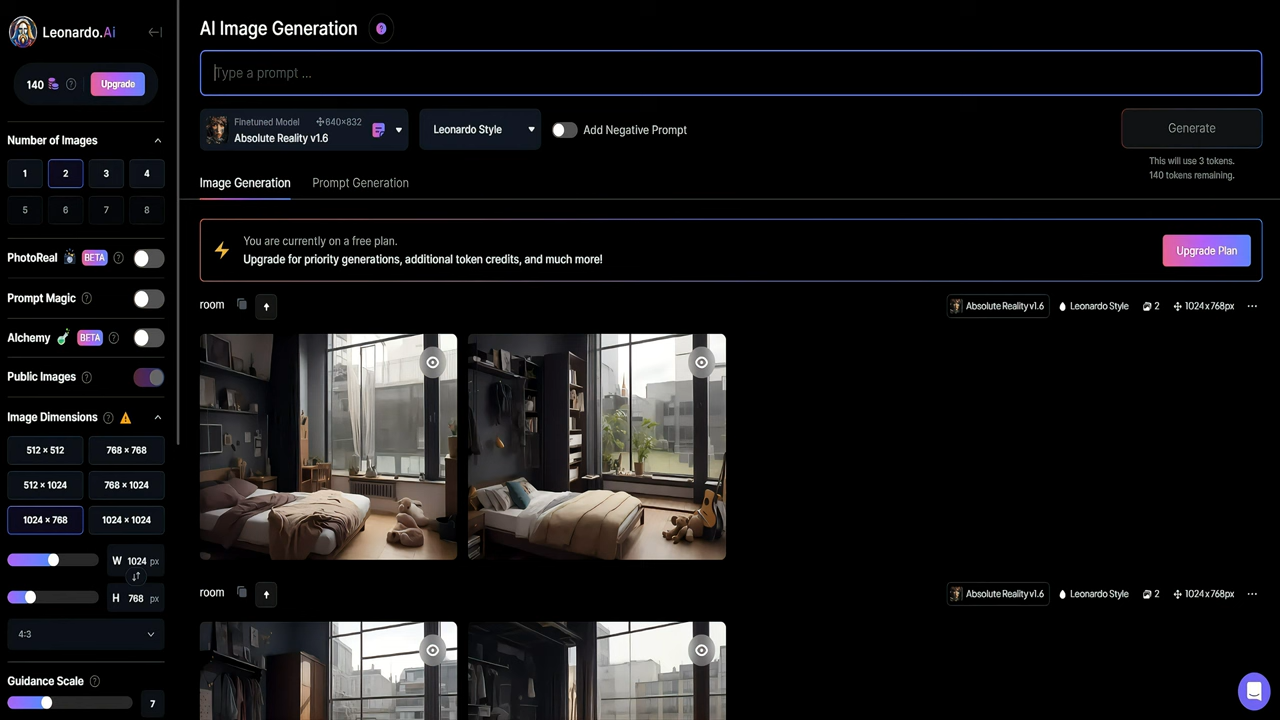 Leonardo.Ai
140
Upgrade
Number of Images
1
2
3
4
5
6
7
8
PhotoReal
BETA
Prompt Magic
Alchemy
BETA
Public Images
Image Dimensions
512 × 512
768 × 768
512 × 1024
768 × 1024
1024 × 768
1024 × 1024
W 1024 px
H 768 px
4:3
Guidance Scale
7
AI Image Generation
Type a prompt ...
Finetuned Model
640×832
Absolute Reality v1.6
Leonardo Style
Add Negative Prompt
Generate
This will use 3 tokens.
140 tokens remaining.
Image Generation
Prompt Generation
You are currently on a free plan.
Upgrade for priority generations, additional token credits, and much more!
Upgrade Plan
room
Absolute Reality v1.6
Leonardo Style
2
1024x768px
room
Absolute Reality v1.6
Leonardo Style
2
1024x768px